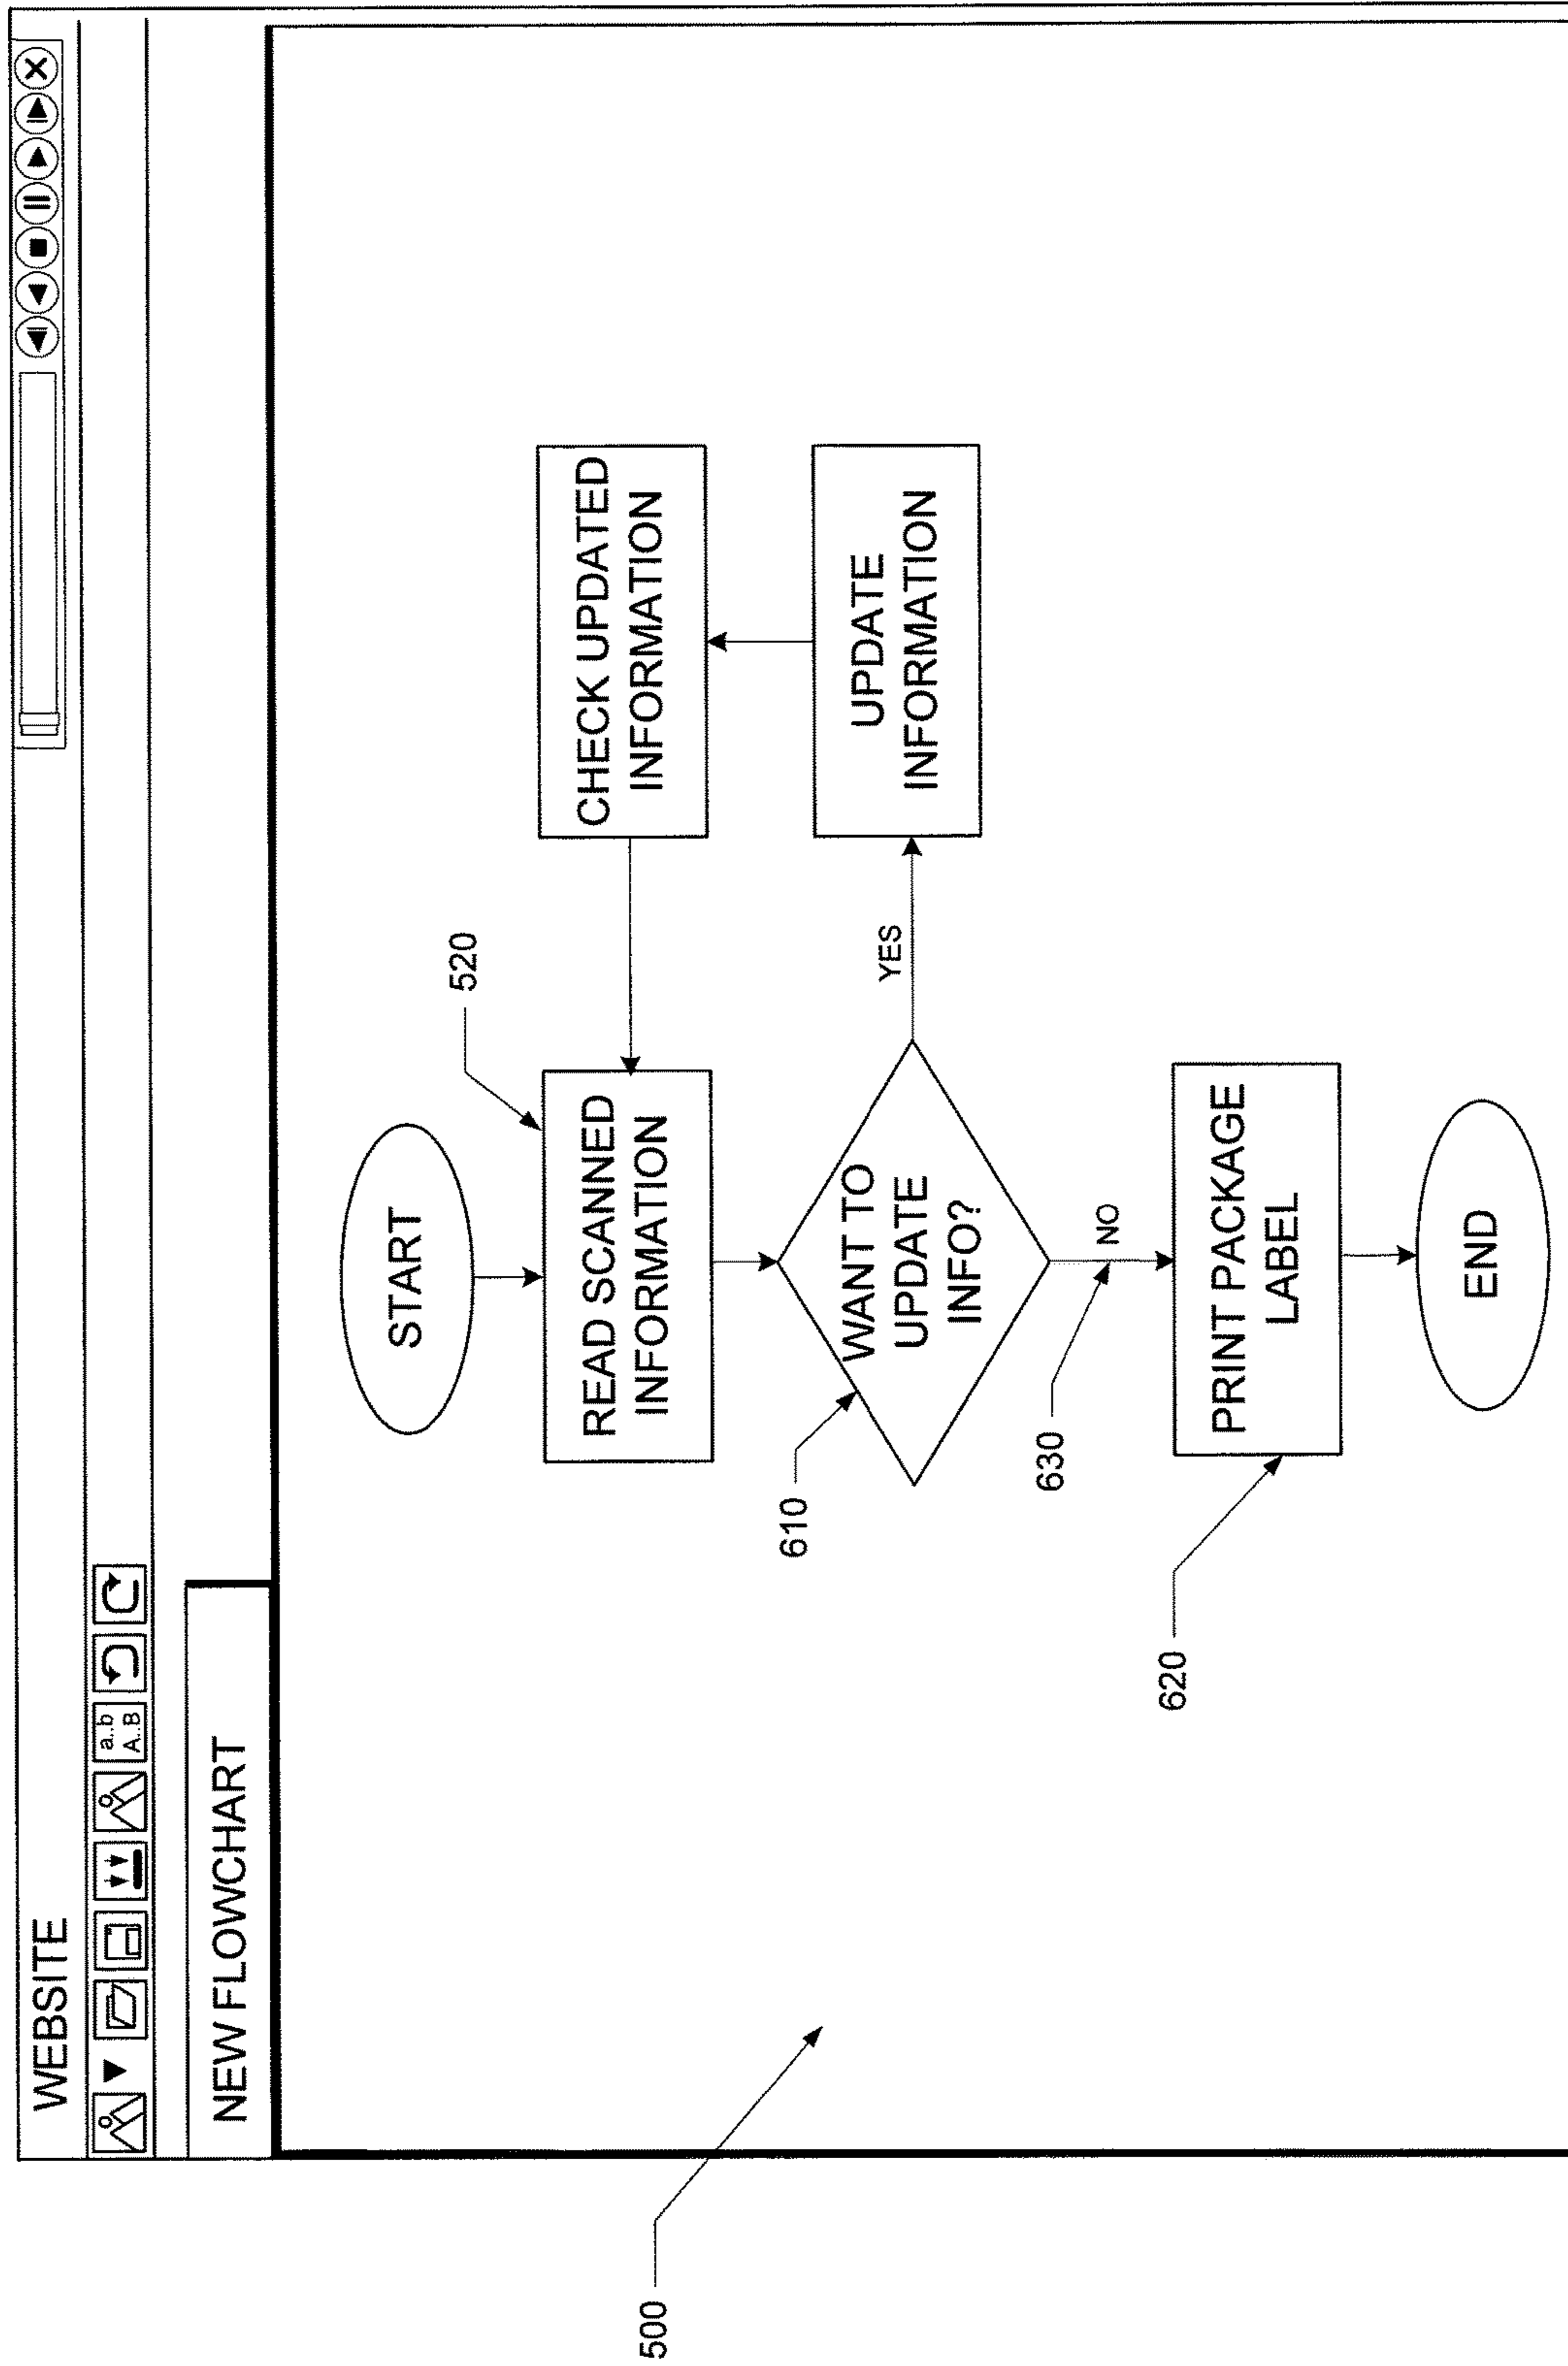 WEBSITE
a..b
A..B
NEW FLOWCHART
500
START
520
READ SCANNED
INFORMATION
CHECK UPDATED
INFORMATION
610
WANT TO
UPDATE
INFO?
YES
UPDATE
INFORMATION
630
NO
620
PRINT PACKAGE
LABEL
END